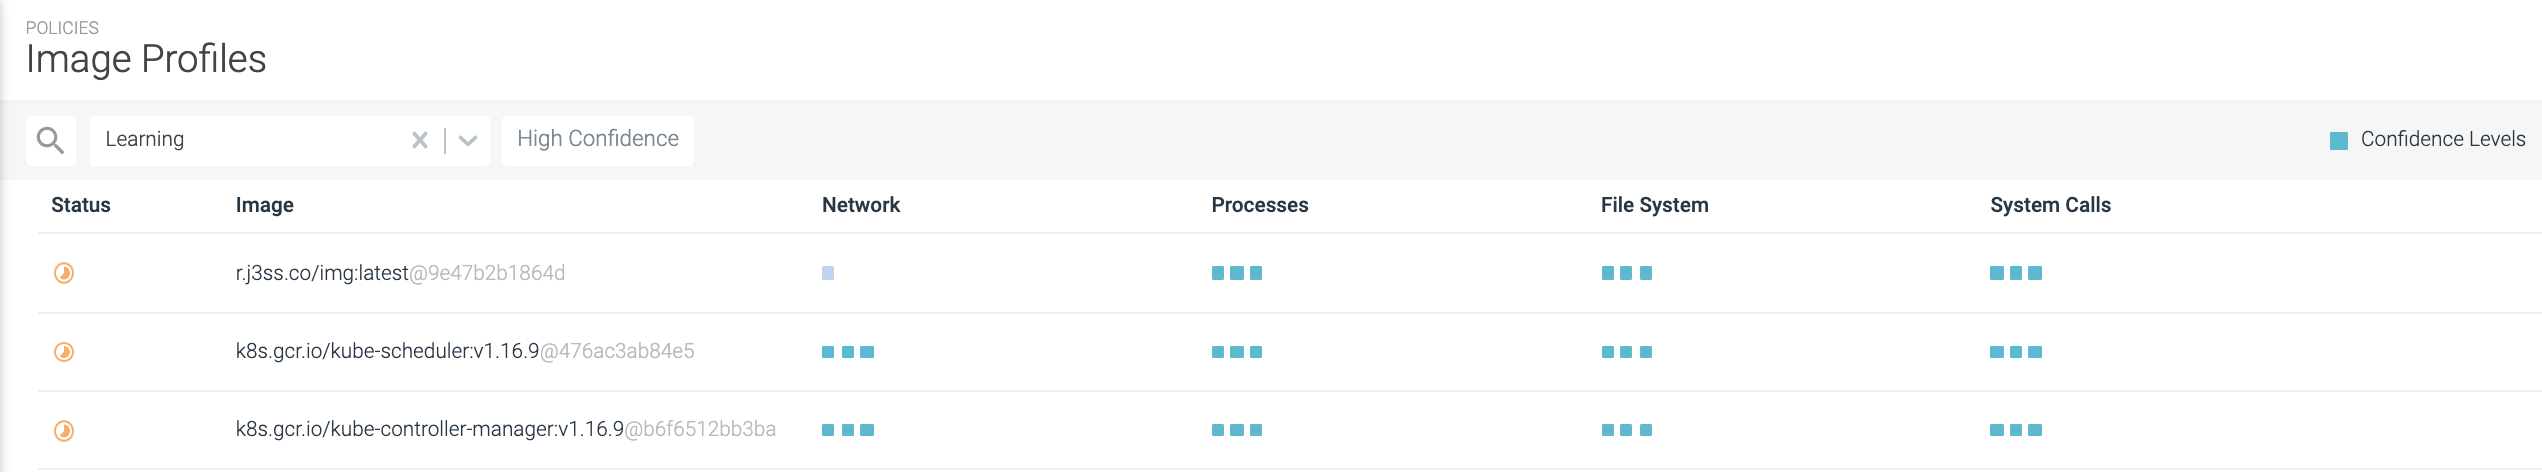 POLICIES
Image Profiles
Learning
High Confidence
Confidence Levels
Status Image Network Processes File System System Calls
r.j3ss.co/img:latest@9e47b2b1864d
k8s.gcr.io/kube-scheduler:v1.16.9@476ac3ab84e5
k8s.gcr.io/kube-controller-manager:v1.16.9@b6f6512bb3ba